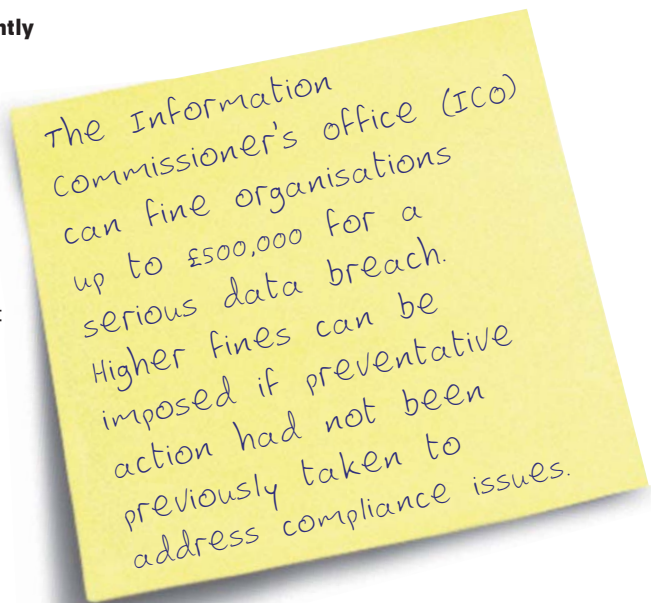 ntly
The Information
Commissioner's office (ICO)
can fine organisations
up to £500,000 for a
serious data breach.
Higher fines can be
imposed if preventative
action had not been
previously taken to
address compliance issues.